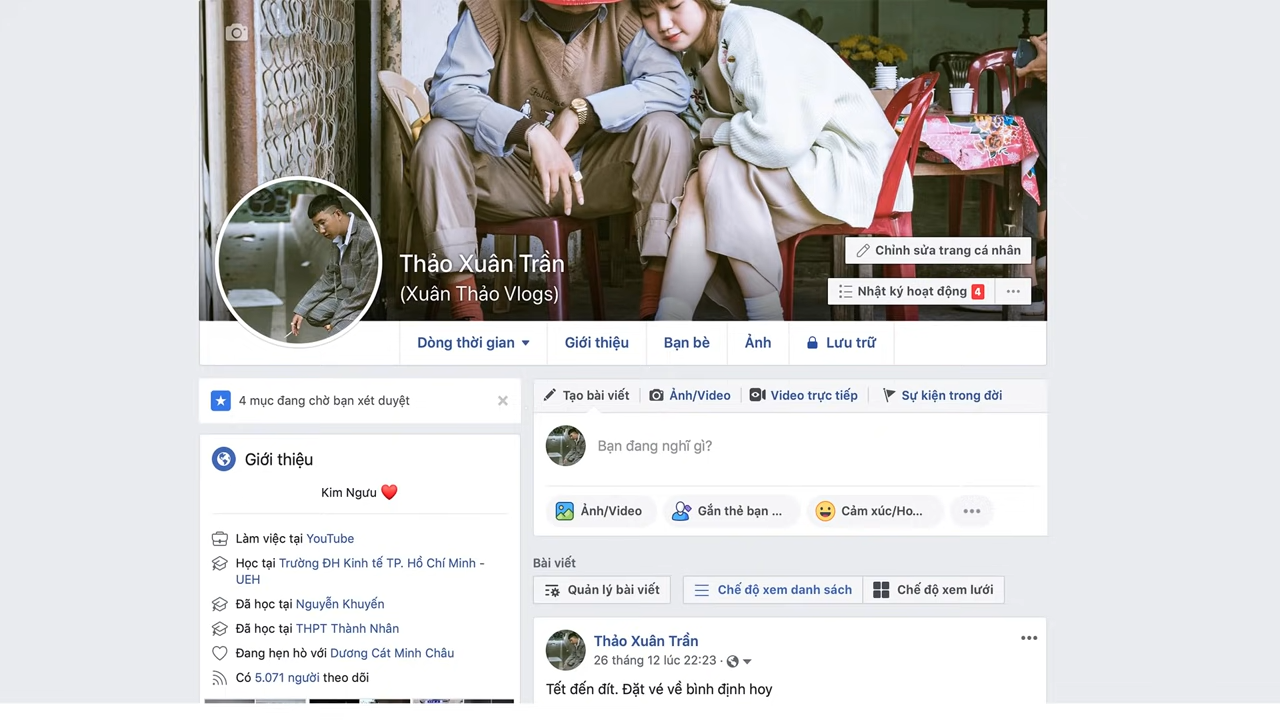 Chỉnh sửa trang cá nhân
Thảo Xuân Trần
(Xuân Thảo Vlogs)
Nhật ký hoạt động 4
Dòng thời gian
Giới thiệu
Bạn bè
Ảnh
Lưu trữ
4 mục đang chờ bạn xét duyệt
Giới thiệu
Kim Ngưu ❤️
Làm việc tại YouTube
Học tại Trường ĐH Kinh tế TP. Hồ Chí Minh -
UEH
Đã học tại Nguyễn Khuyến
Đã học tại THPT Thành Nhân
Đang hẹn hò với Dương Cát Minh Châu
Có 5.071 người theo dõi
Tạo bài viết
Ảnh/Video
Video trực tiếp
Sự kiện trong đời
Bạn đang nghĩ gì?
Ảnh/Video
Gắn thẻ bạn ...
Cảm xúc/Ho...
Bài viết
Quản lý bài viết
Chế độ xem danh sách
Chế độ xem lưới
Thảo Xuân Trần
26 tháng 12 lúc 22:23 ·
Tết đến đít. Đặt vé về bình định hoy